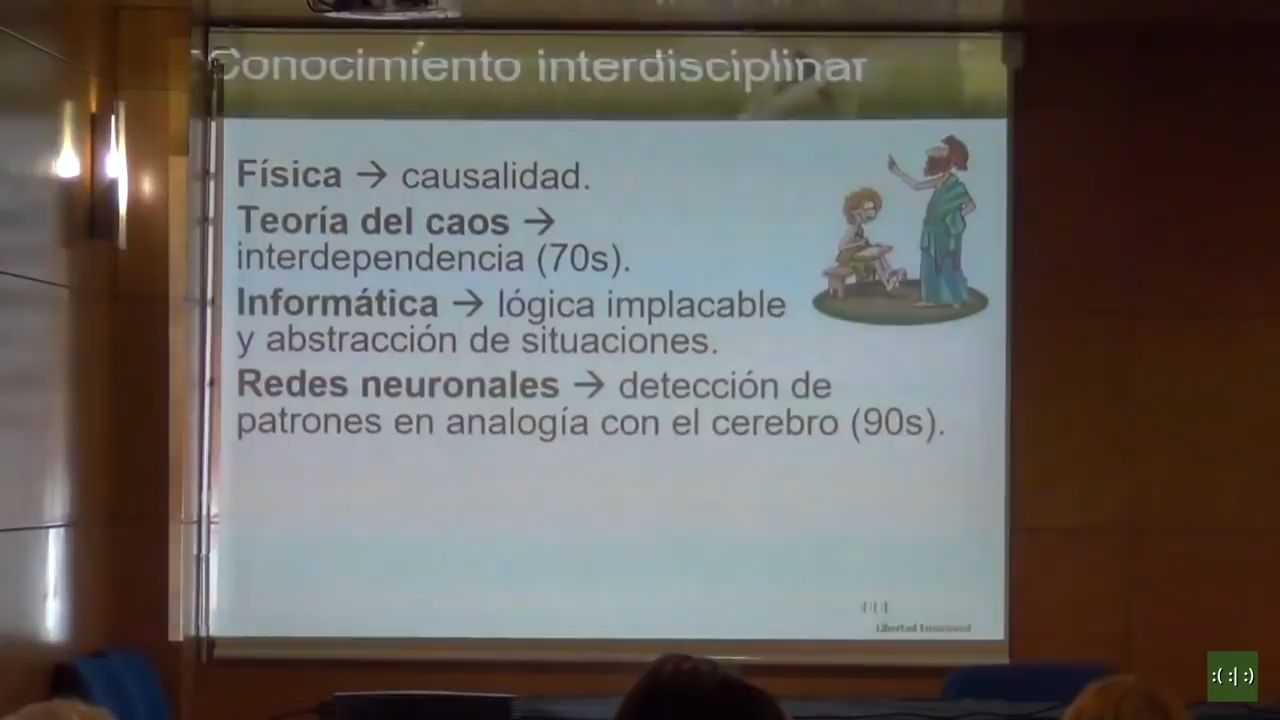 Conocimiento interdisciplinar
Física → causalidad.
Teoría del caos →
interdependencia (70s).
Informática → lógica implacable
y abstracción de situaciones.
Redes neuronales → detección de
patrones en analogía con el cerebro (90s).
Libertad Emocional
:( :| :)